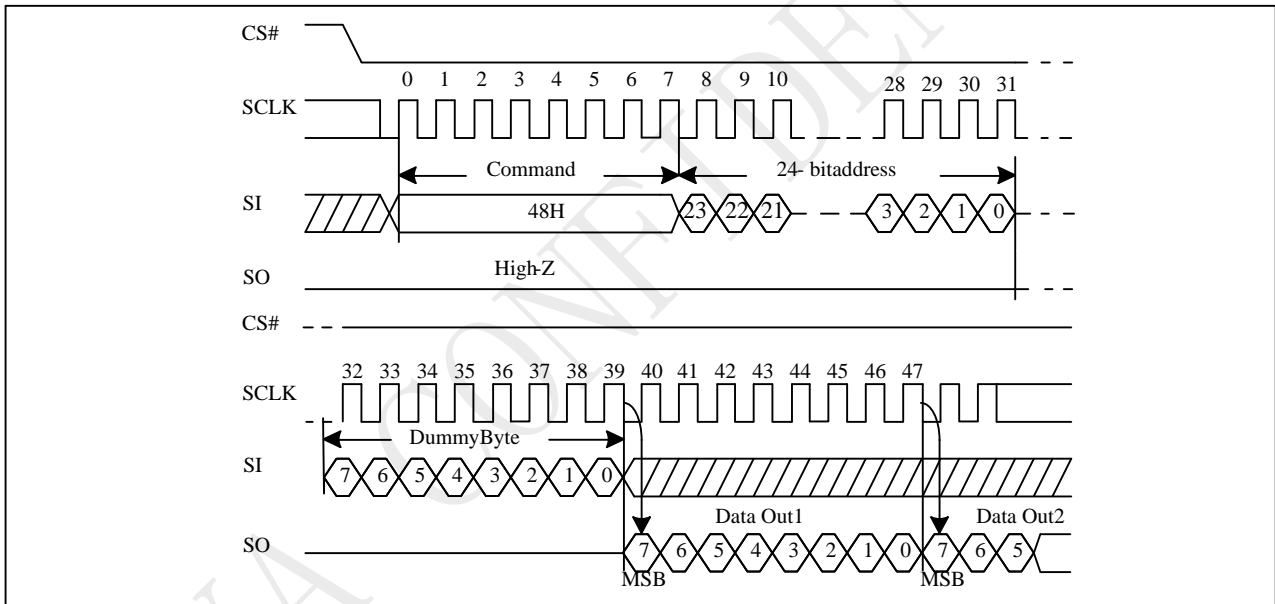 CS#
0 1 2 3 4 5 6 7 8 9 10 28 29 30 31
SCLK
Command 24- bitaddress
SI 48H 23 22 21 3 2 1 0
High-Z
SO
CS#
32 33 34 35 36 37 38 39 40 41 42 43 44 45 46 47
SCLK
DummyByte
SI 7 6 5 4 3 2 1 0
Data Out1 Data Out2
SO 7 6 5 4 3 2 1 0 7 6 5
MSB MSB